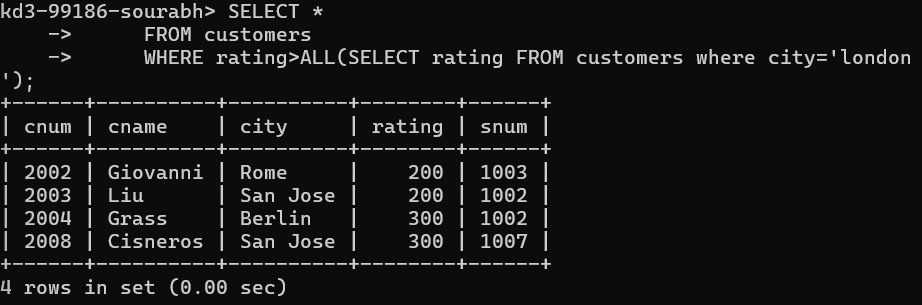 kd3-99186-sourabh> SELECT *
    ->      FROM customers
    ->      WHERE rating>ALL(SELECT rating FROM customers where city='london
');
+------+----------+----------+--------+------+
| cnum | cname    | city     | rating | snum |
+------+----------+----------+--------+------+
| 2002 | Giovanni | Rome     |    200 | 1003 |
| 2003 | Liu      | San Jose |    200 | 1002 |
| 2004 | Grass    | Berlin   |    300 | 1002 |
| 2008 | Cisneros | San Jose |    300 | 1007 |
+------+----------+----------+--------+------+
4 rows in set (0.00 sec)